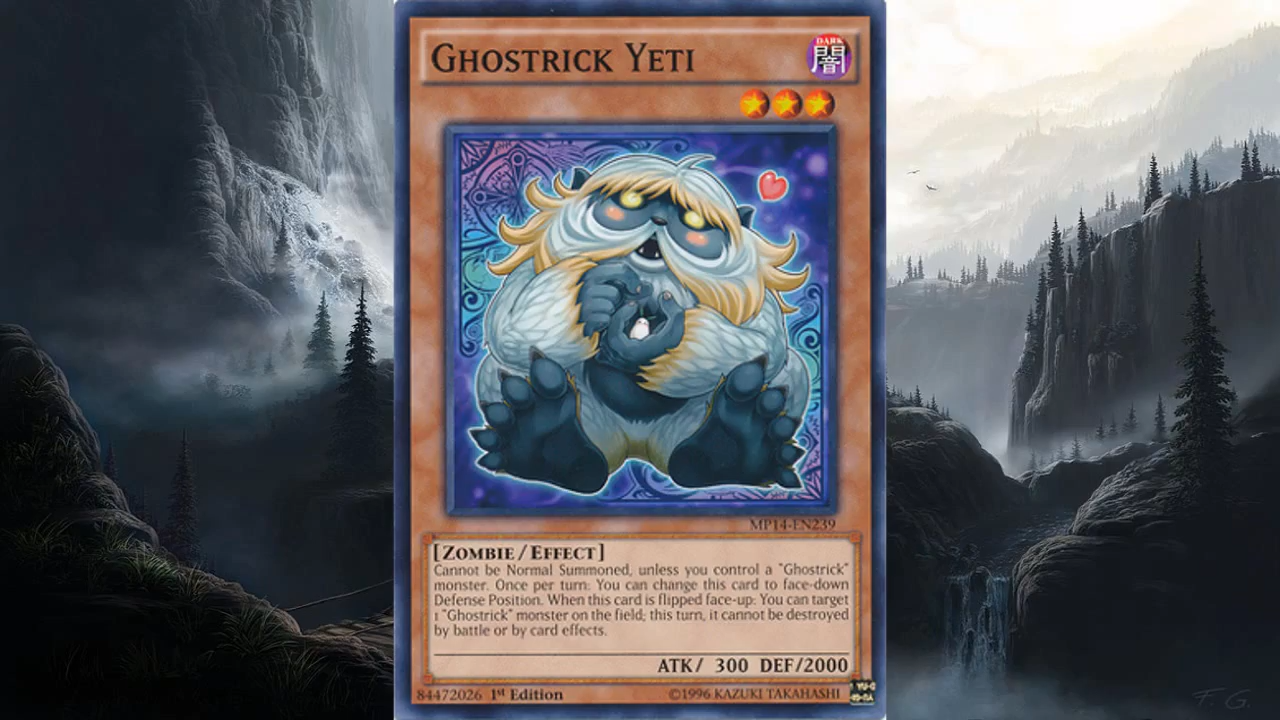 GHOSTRICK YETI
DARK
闇
MP14-EN239
[ZOMBIE/EFFECT]
Cannot be Normal Summoned, unless you control a "Ghostrick"
monster. Once per turn: You can change this card to face-down
Defense Position. When this card is flipped face-up: You can target
1 "Ghostrick" monster on the field; this turn, it cannot be destroyed
by battle or by card effects.
ATK/ 300 DEF/2000
84472026 1st Edition ©1996 KAZUKI TAKAHASHI
F. G.